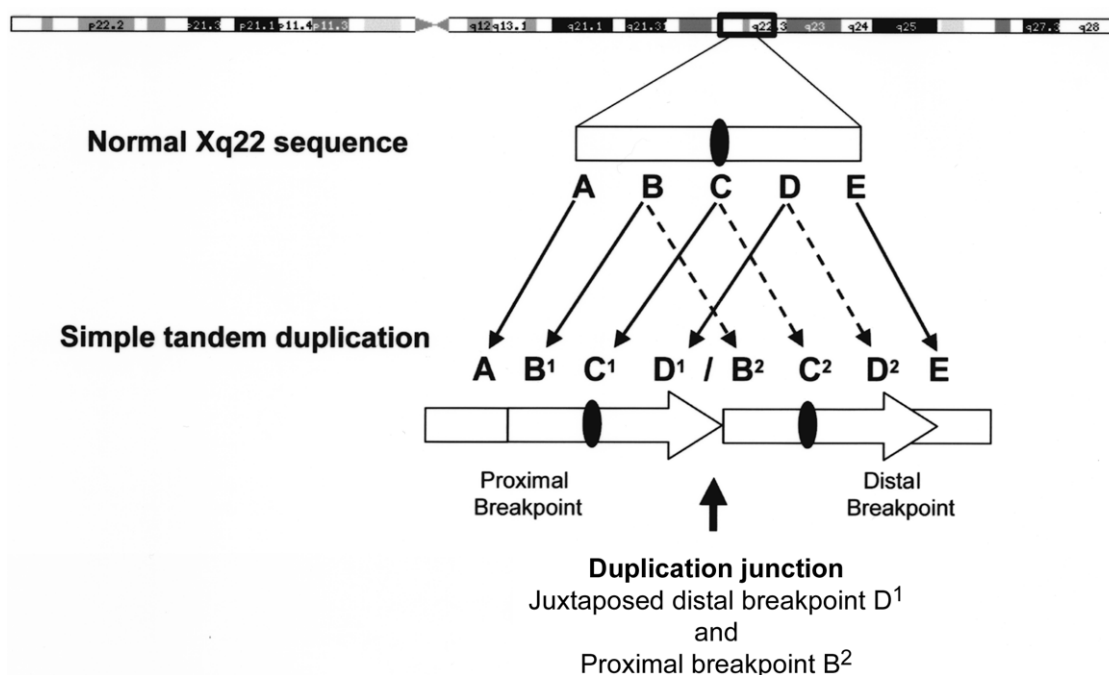 p22.2 p21.3 p21.1 p11.4 p11.3 q12 q13.1 q21.1 q21.31 q22.3 q23 q24 q25 q27.3 q28
Normal Xq22 sequence
A B C D E
Simple tandem duplication
A B¹ C¹ D¹ / B² C² D² E
Proximal Breakpoint
Distal Breakpoint
Duplication junction
Juxtaposed distal breakpoint D¹
and
Proximal breakpoint B²